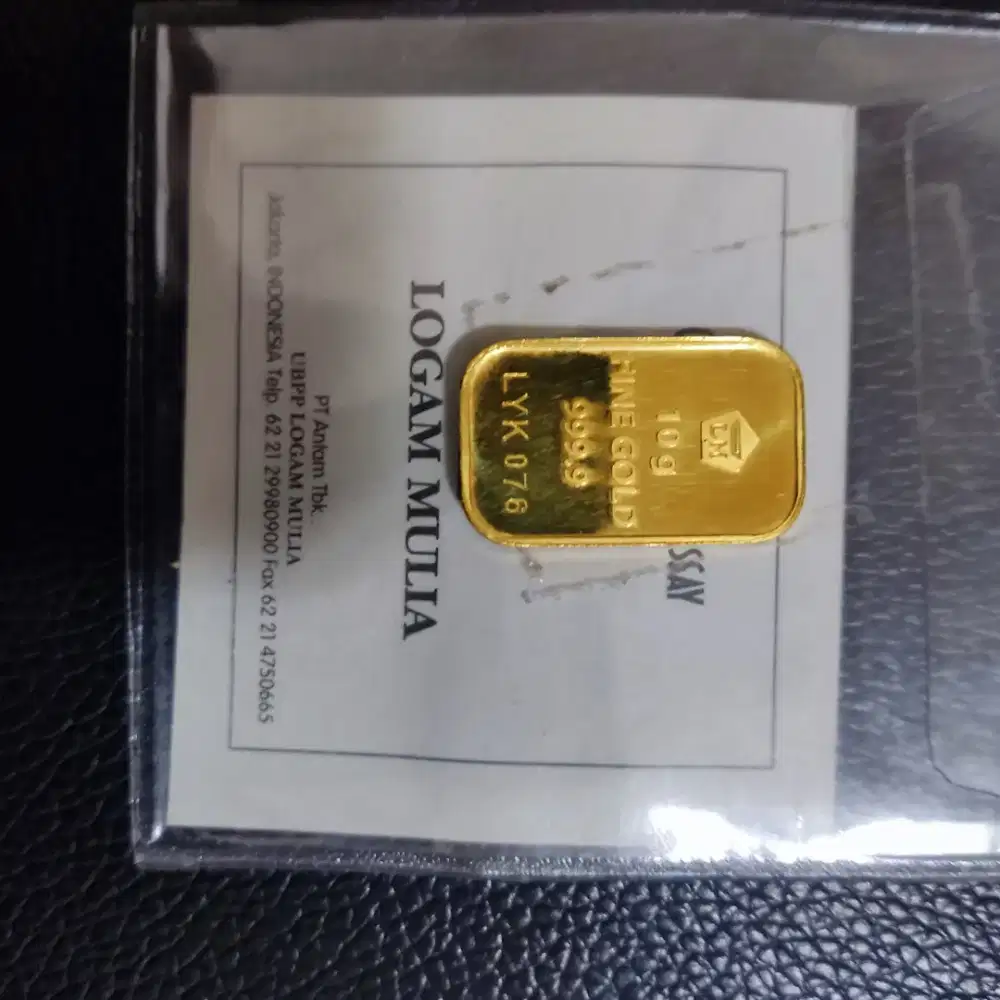 SSAY
LM
10 g
FINE GOLD
999.9
LYK 076
LOGAM MULIA
PT Antam Tbk.
UBPP LOGAM MULIA
Jakarta, INDONESIA Telp. 62 21 29980900 Fax 62 21 4750665